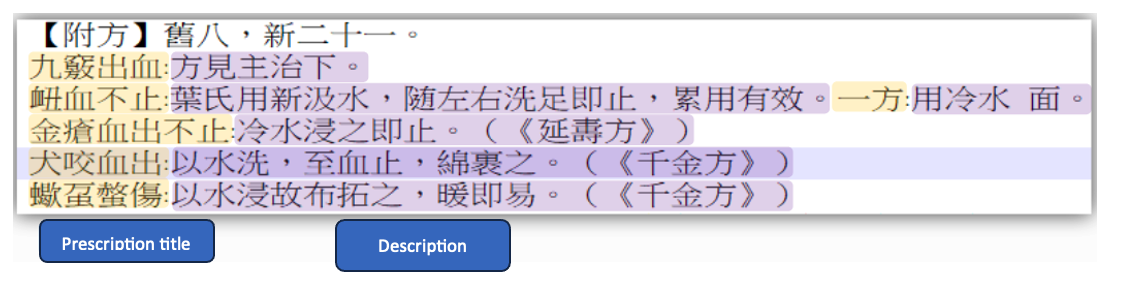 【附方】舊八，新二十一。
九竅出血:方見主治下。
衄血不止:葉氏用新汲水，随左右洗足即止，累用有效。一方:用冷水 面。
金瘡血出不止:冷水浸之即止。（《延壽方》）
犬咬血出:以水洗，至血止，綿裹之。（《千金方》）
蠍蠆螫傷:以水浸故布拓之，暖即易。（《千金方》）
Prescription title
Description